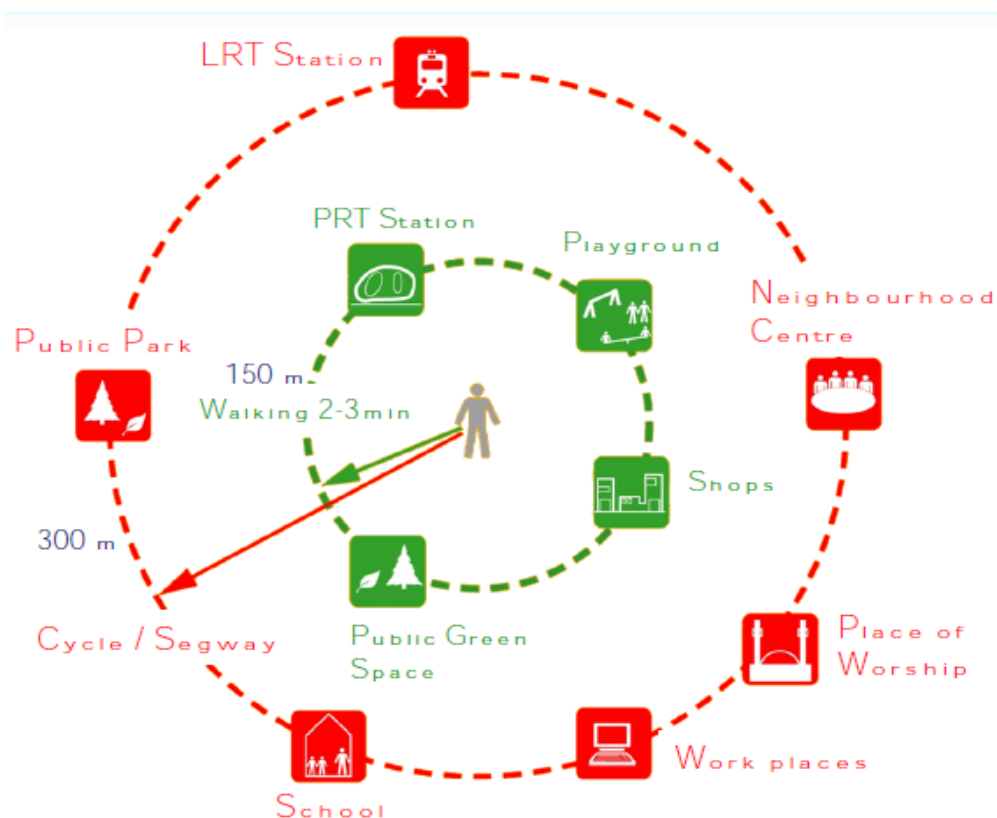 LRT Station
PRT Station
Playground
Neighbourhood
Centre
Public Park
150 m
Walking 2-3min
Shops
300 m
Cycle / Segway
Public Green
Space
Place of
Worship
Work places
School